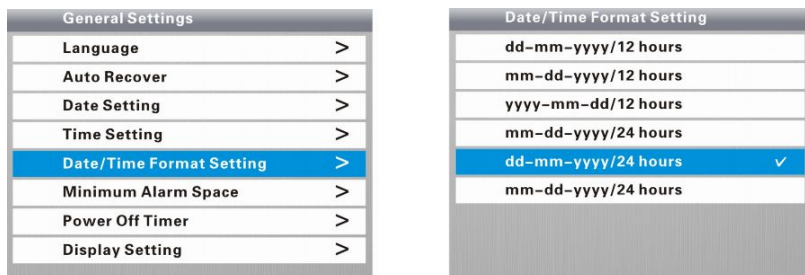 General Settings
Language >
Auto Recover >
Date Setting >
Time Setting >
Date/Time Format Setting >
Minimum Alarm Space >
Power Off Timer >
Display Setting >
Date/Time Format Setting
dd-mm-yyyy/12 hours
mm-dd-yyyy/12 hours
yyyy-mm-dd/12 hours
mm-dd-yyyy/24 hours
dd-mm-yyyy/24 hours ✓
mm-dd-yyyy/24 hours